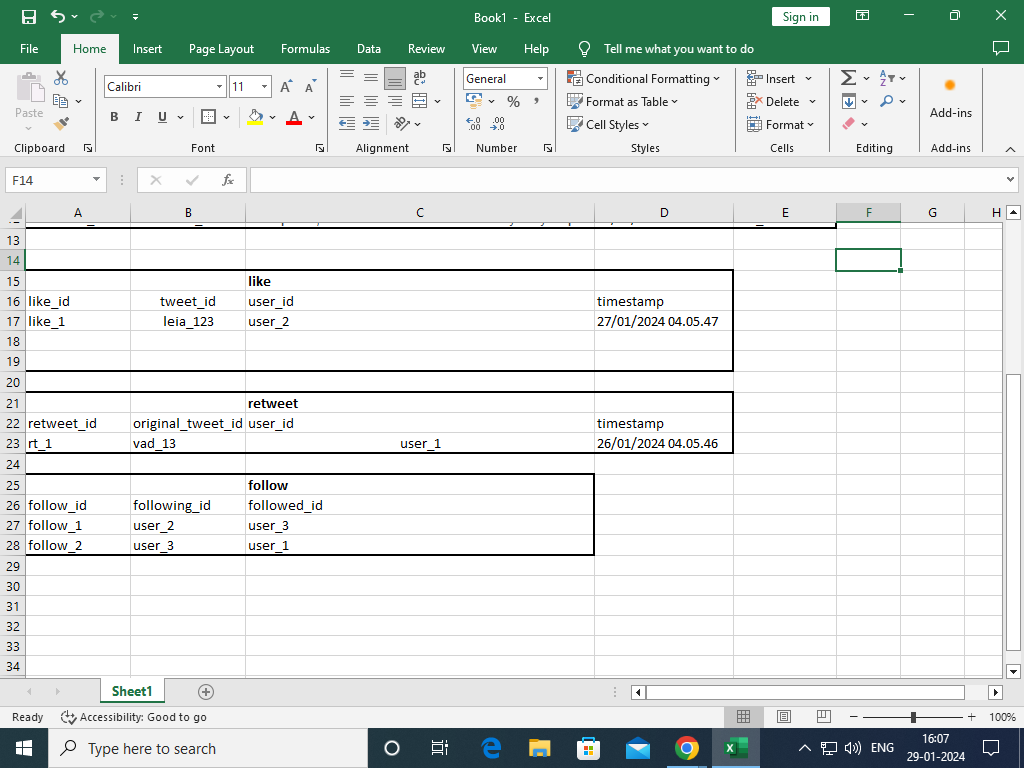 Book1 - Excel
Sign in
File Home Insert Page Layout Formulas Data Review View Help Tell me what you want to do
Calibri 11 General Conditional Formatting Insert
Paste Format as Table Delete Add-ins
B I U A % Cell Styles Format
Clipboard Font Alignment Number Styles Cells Editing Add-ins
F14 fx
A B C D E F G H
13
14
15 like
16 like_id tweet_id user_id timestamp
17 like_1 leia_123 user_2 27/01/2024 04.05.47
18
19
20
21 retweet
22 retweet_id original_tweet_id user_id timestamp
23 rt_1 vad_13 user_1 26/01/2024 04.05.46
24
25 follow
26 follow_id following_id followed_id
27 follow_1 user_2 user_3
28 follow_2 user_3 user_1
29
30
31
32
33
34
Sheet1
Ready Accessibility: Good to go 100%
Type here to search ENG 16:07
29-01-2024